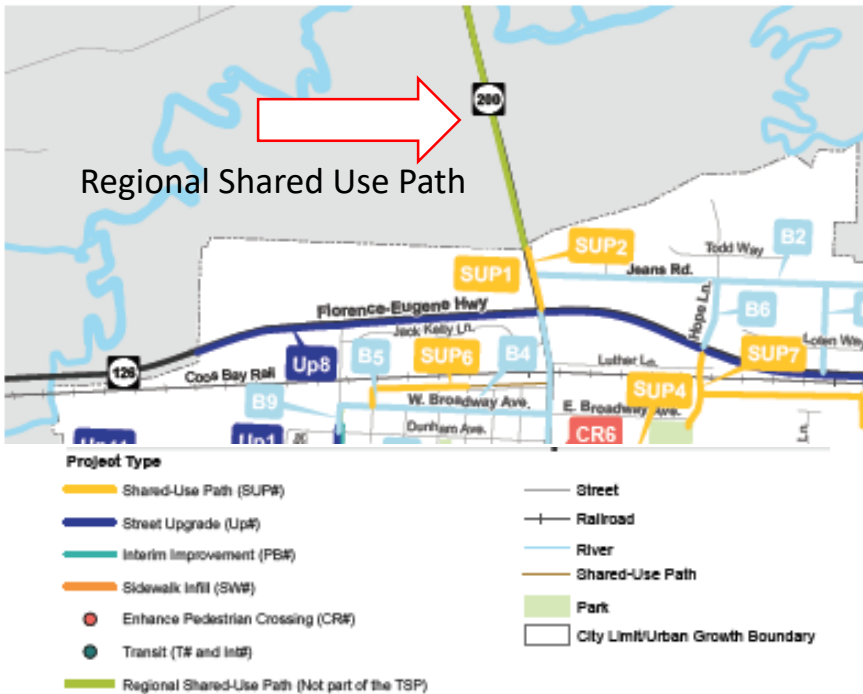 200
Regional Shared Use Path
SUP2
Todd Way
B2
SUP1
Jeans Rd.
Florence-Eugene Hwy
Hope Ln.
B6
Jack Kelly Ln.
Loten Way
126
Coos Bay Rail
Up8
B5
SUP6
B4
Luther Ln.
SUP7
SUP4
B9
W. Broadway Ave.
E. Broadway Ave.
Dunham Ave.
Up1
CR6
Ln.
Project Type
Shared-Use Path (SUP#)
Street Upgrade (Up#)
Interim Improvement (PB#)
Sidewalk Infill (SW#)
Enhance Pedestrian Crossing (CR#)
Transit (T# and Int#)
Regional Shared-Use Path (Not part of the TSP)
Street
Railroad
River
Shared-Use Path
Park
City Limit/Urban Growth Boundary